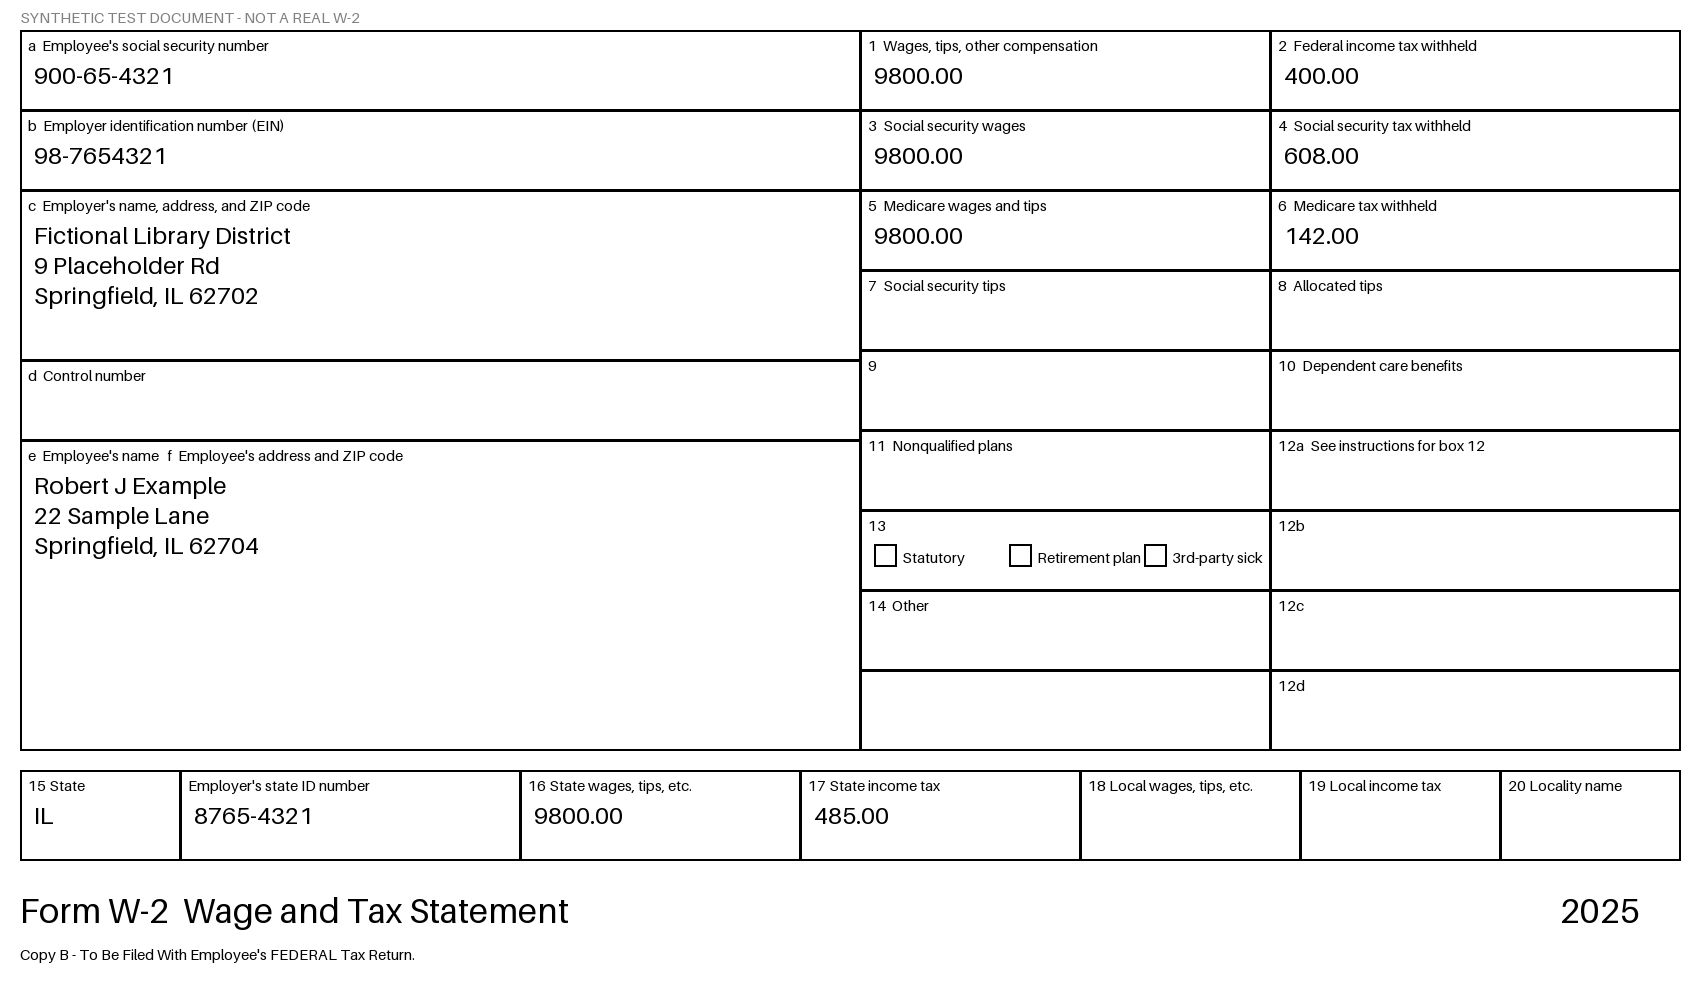 SYNTHETIC TEST DOCUMENT - NOT A REAL W-2
a Employee's social security number
900-65-4321
1 Wages, tips, other compensation
9800.00
2 Federal income tax withheld
400.00
b Employer identification number (EIN)
98-7654321
3 Social security wages
9800.00
4 Social security tax withheld
608.00
c Employer's name, address, and ZIP code
Fictional Library District
9 Placeholder Rd
Springfield, IL 62702
5 Medicare wages and tips
9800.00
6 Medicare tax withheld
142.00
7 Social security tips
8 Allocated tips
d Control number
9
10 Dependent care benefits
e Employee's name f Employee's address and ZIP code
Robert J Example
22 Sample Lane
Springfield, IL 62704
11 Nonqualified plans
12a See instructions for box 12
13
Statutory
Retirement plan
3rd-party sick
12b
14 Other
12c
12d
15 State
IL
Employer's state ID number
8765-4321
16 State wages, tips, etc.
9800.00
17 State income tax
485.00
18 Local wages, tips, etc.
19 Local income tax
20 Locality name
Form W-2 Wage and Tax Statement
2025
Copy B - To Be Filed With Employee's FEDERAL Tax Return.